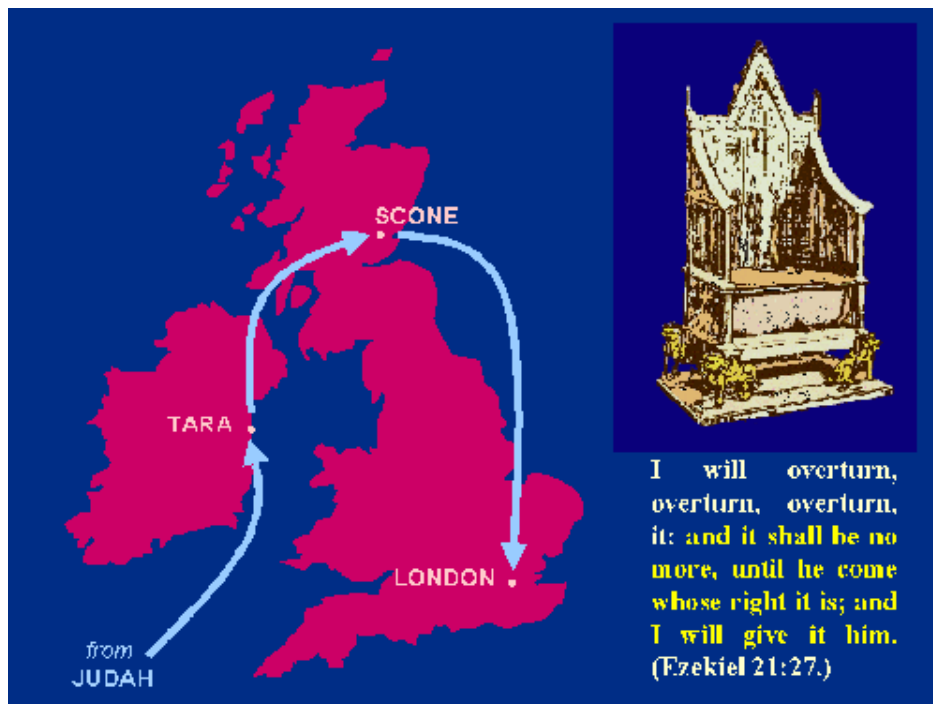 SCONE
TARA
LONDON
from
JUDAH
I will overturn,
overturn, overturn,
it: and it shall be no
more, until he come
whose right it is; and
I will give it him.
(Ezekiel 21:27.)